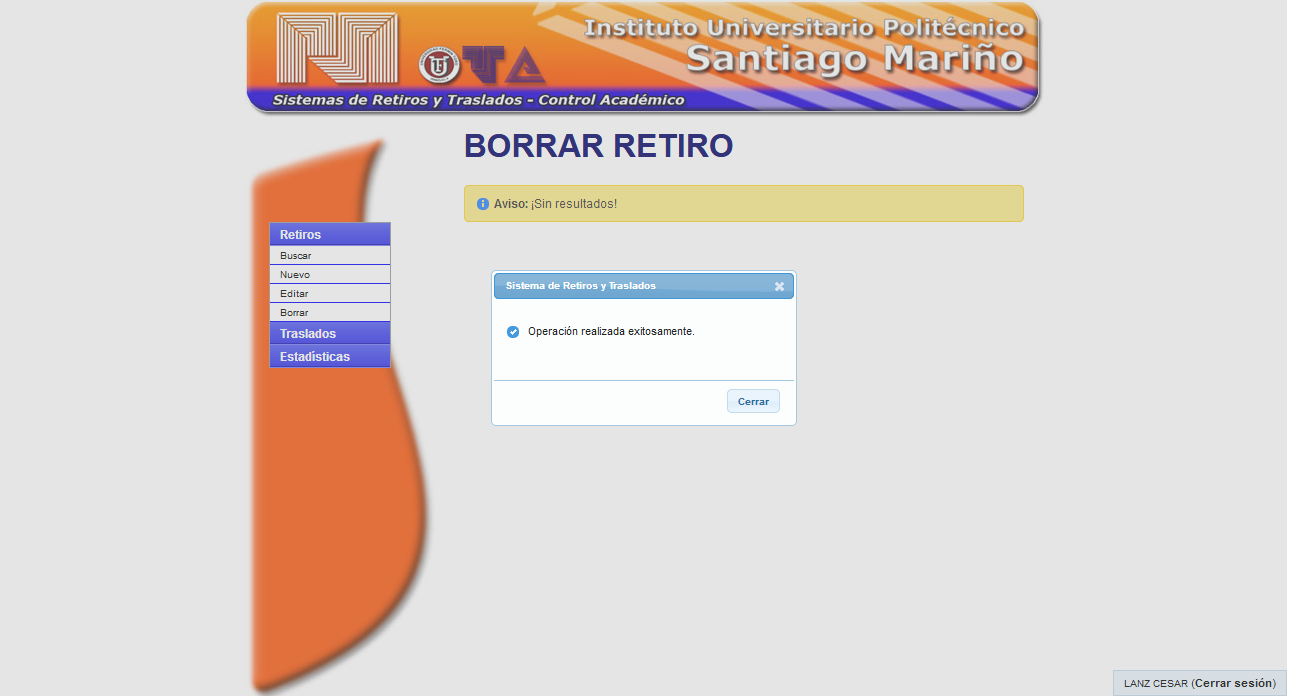 Instituto Universitario Politécnico
Santiago Mariño
Sistemas de Retiros y Traslados - Control Académico
BORRAR RETIRO
Aviso: ¡Sin resultados!
Retiros
Buscar
Nuevo
Editar
Borrar
Traslados
Estadísticas
Sistema de Retiros y Traslados
Operación realizada exitosamente.
Cerrar
LANZ CESAR (Cerrar sesión)